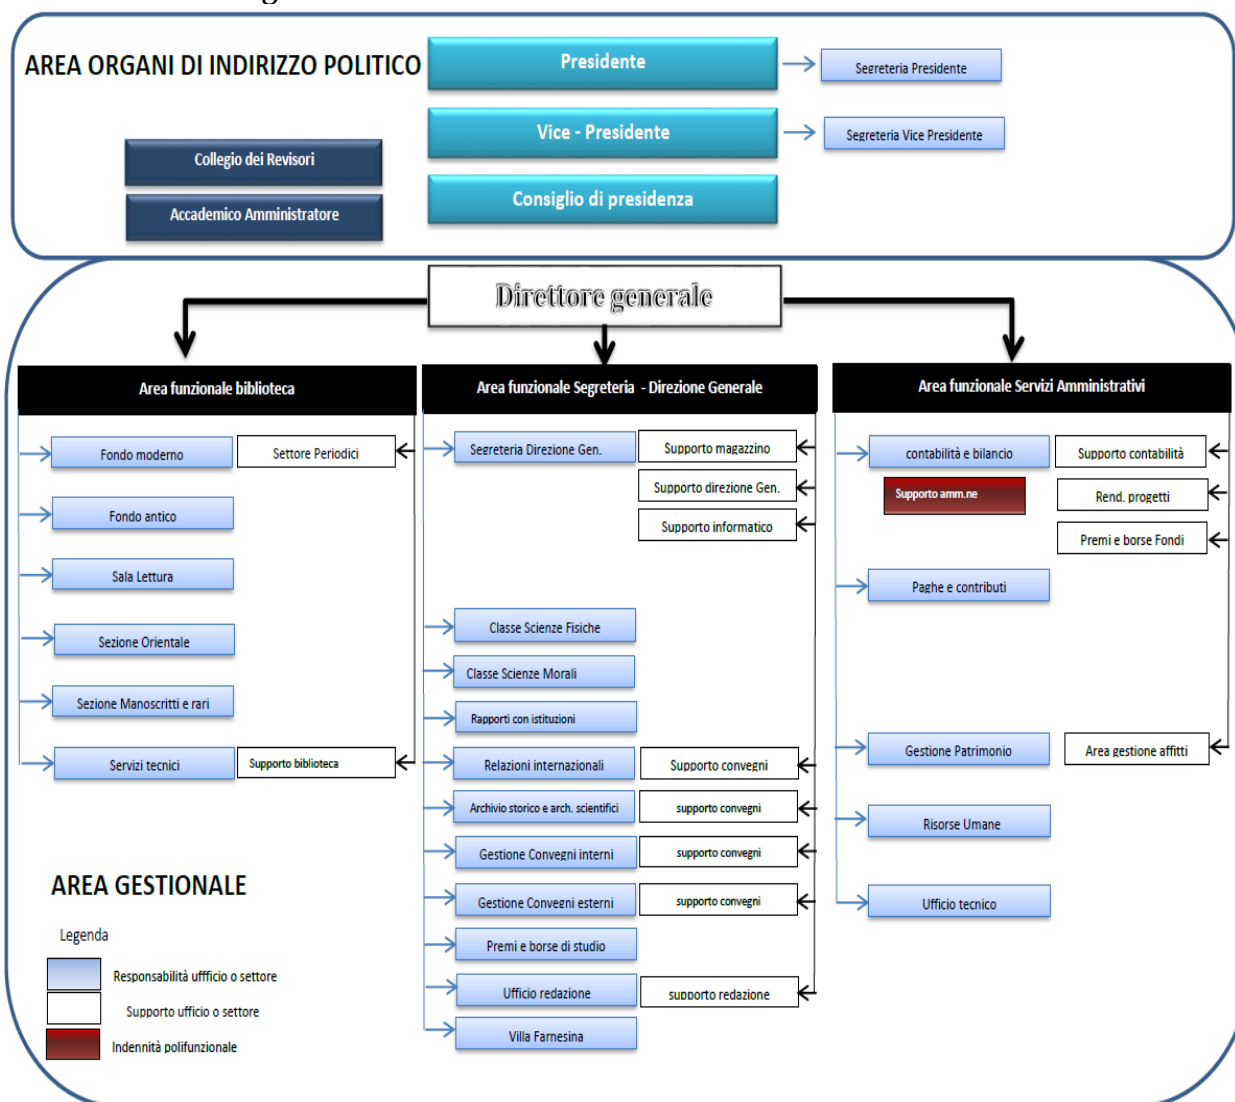 AREA ORGANI DI INDIRIZZO POLITICO
Presidente
Segreteria Presidente
Vice - Presidente
Segreteria Vice Presidente
Collegio dei Revisori
Accademico Amministratore
Consiglio di presidenza
Direttore generale
Area funzionale biblioteca
Fondo moderno
Settore Periodici
Fondo antico
Sala Lettura
Sezione Orientale
Sezione Manoscritti e rari
Servizi tecnici
Supporto biblioteca
Area funzionale Segreteria - Direzione Generale
Segreteria Direzione Gen.
Supporto magazzino
Supporto direzione Gen.
Supporto informatico
Classe Scienze Fisiche
Classe Scienze Morali
Rapporti con istituzioni
Relazioni internazionali
Supporto convegni
Archivio storico e arch. scientifici
supporto convegni
Gestione Convegni interni
supporto convegni
Gestione Convegni esterni
supporto convegni
Premi e borse di studio
Ufficio redazione
supporto redazione
Villa Farnesina
Area funzionale Servizi Amministrativi
contabilità e bilancio
Supporto contabilità
Supporto amm.ne
Rend. progetti
Premi e borse Fondi
Paghe e contributi
Gestione Patrimonio
Area gestione affitti
Risorse Umane
Ufficio tecnico
AREA GESTIONALE
Legenda
Responsabilità uffficio o settore
Supporto ufficio o settore
Indennità polifunzionale